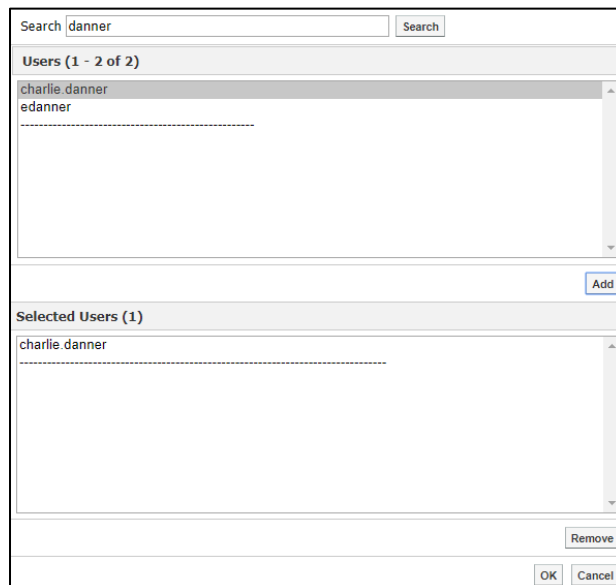 Search danner Search
Users (1 - 2 of 2)
charlie.danner
edanner
---------------------------------------------------
Add
Selected Users (1)
charlie.danner
--------------------------------------------------------------------------------
Remove
OK Cancel